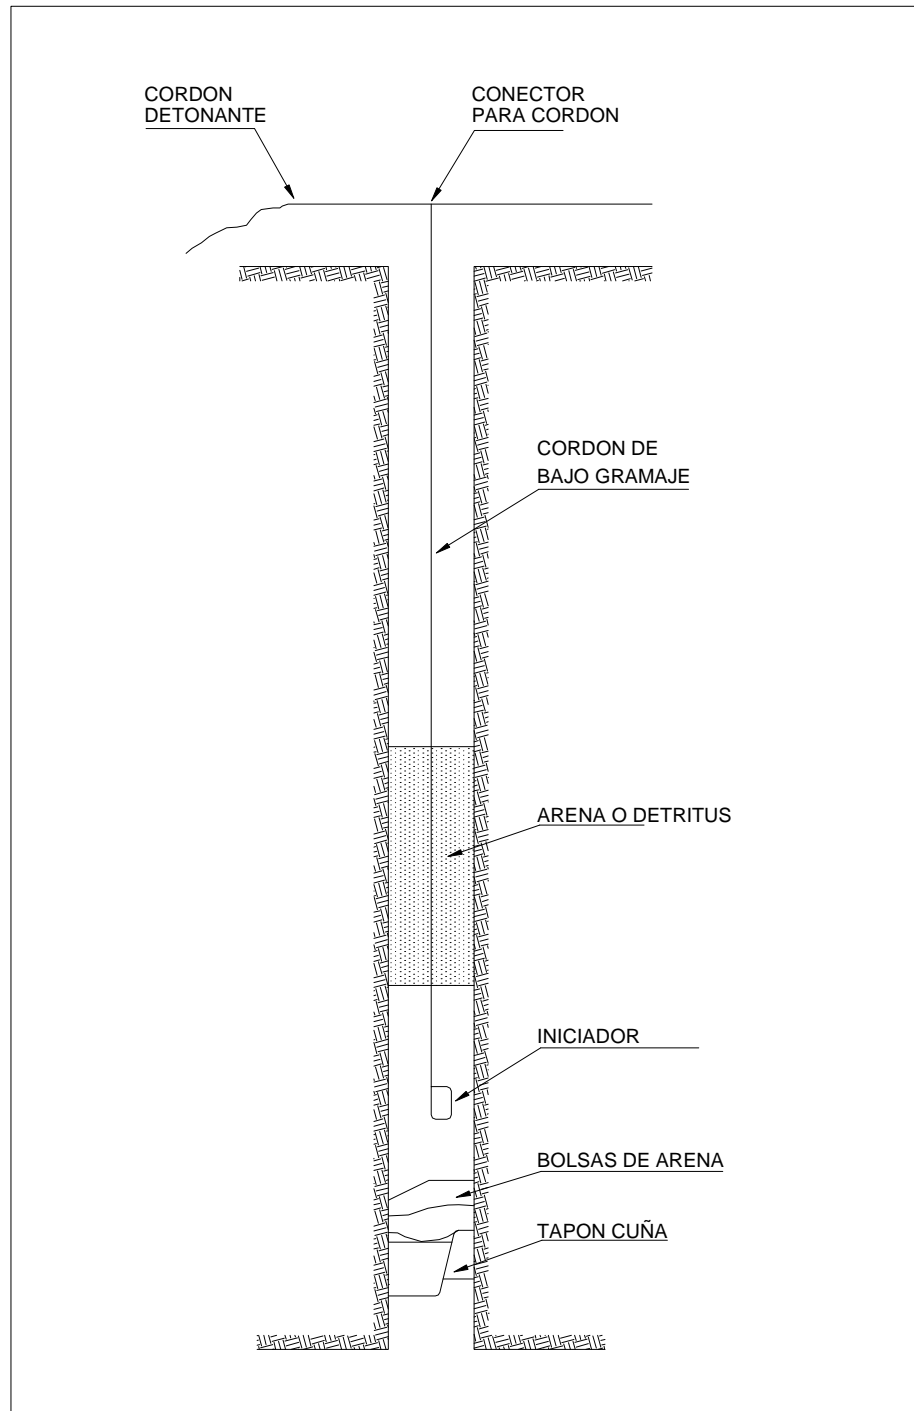 CORDON
DETONANTE
CONECTOR
PARA CORDON
CORDON DE
BAJO GRAMAJE
ARENA O DETRITUS
INICIADOR
BOLSAS DE ARENA
TAPON CUÑA